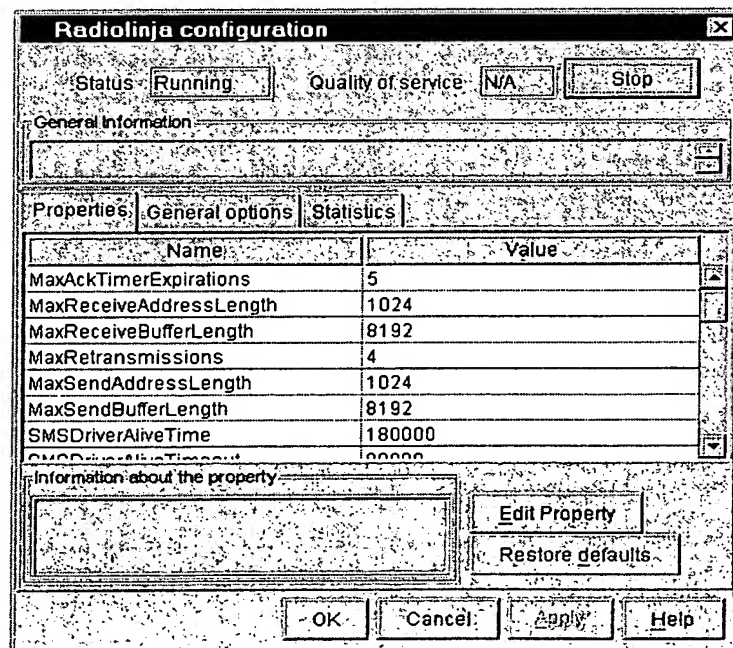 Radiolinja configuration
Status Running Quality of service N/A Stop
General Information
Properties General options Statistics
Name Value
MaxAckTimerExpirations 5
MaxReceiveAddressLength 1024
MaxReceiveBufferLength 8192
MaxRetransmissions 4
MaxSendAddressLength 1024
MaxSendBufferLength 8192
SMSDriverAliveTime 180000
Information about the property
Edit Property
Restore defaults
OK Cancel Apply Help